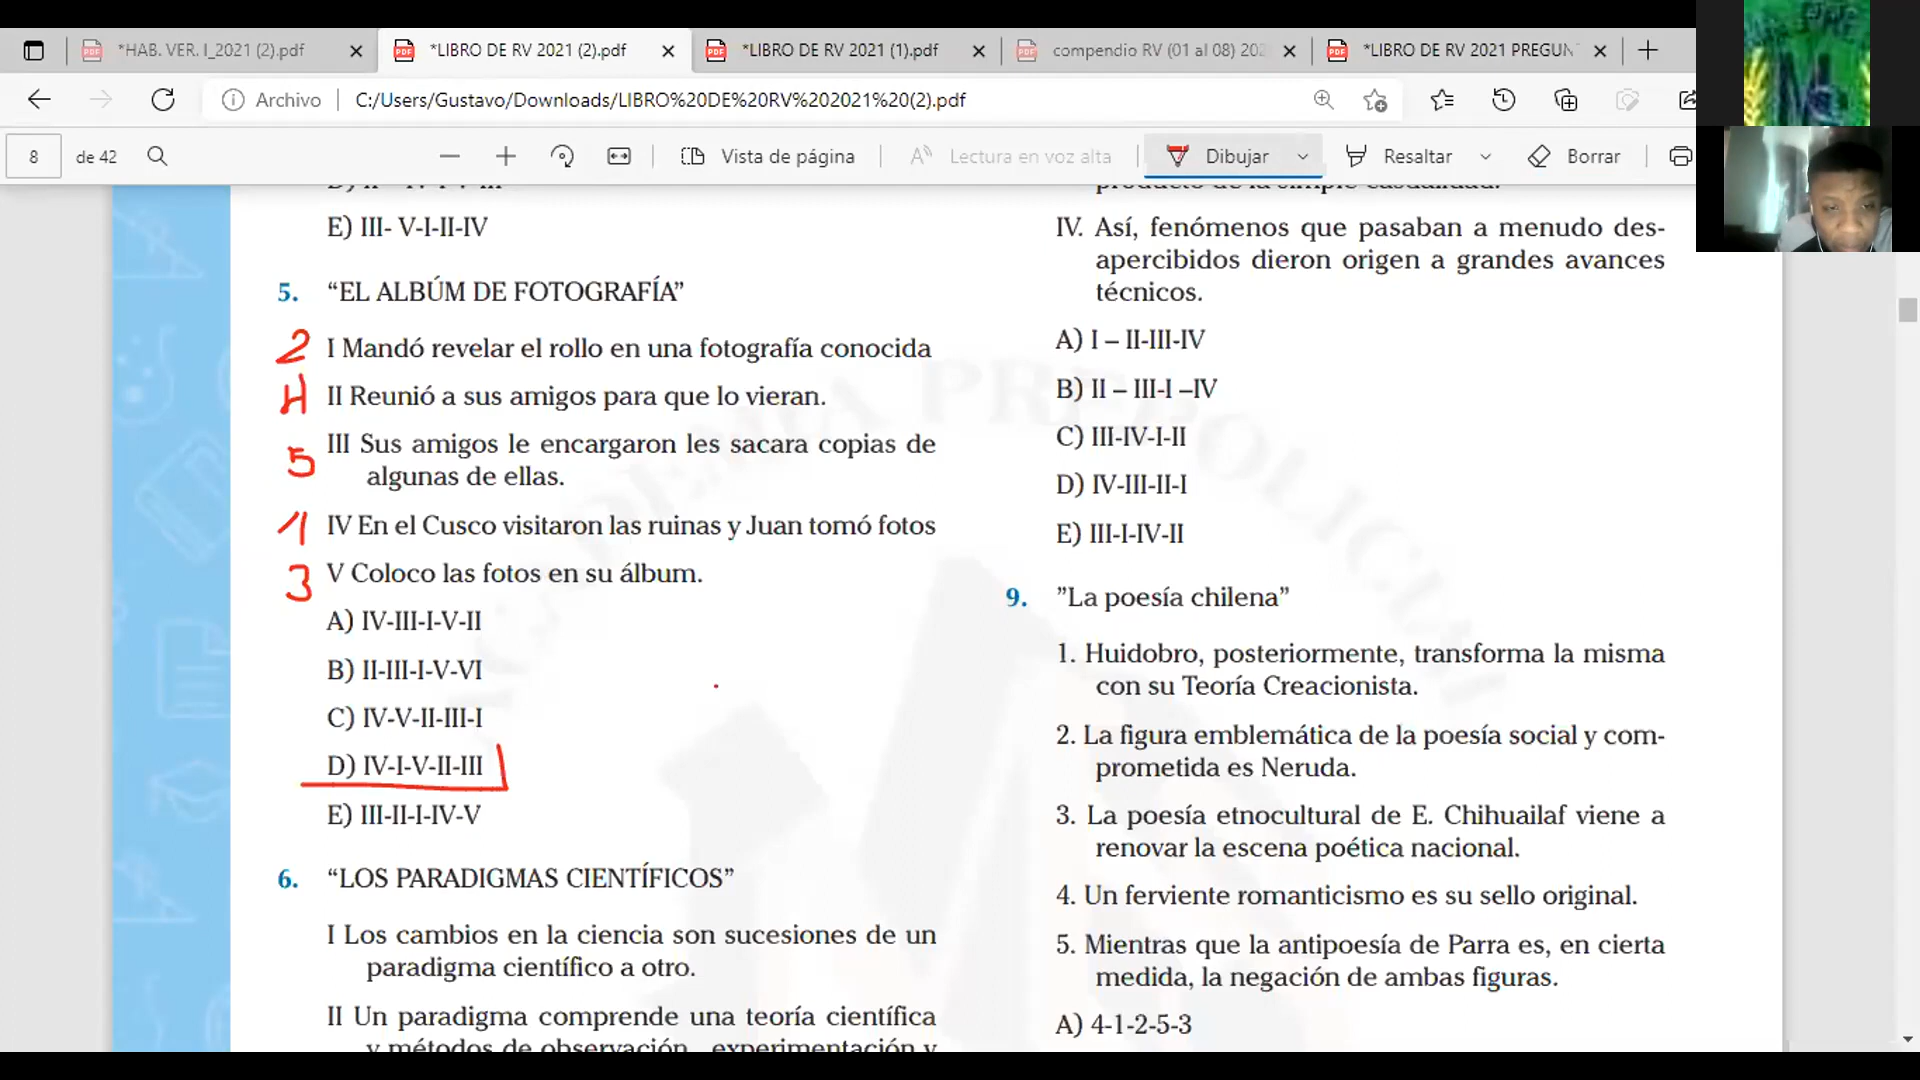 *HAB. VER. I_2021 (2).pdf
*LIBRO DE RV 2021 (2).pdf
*LIBRO DE RV 2021 (1).pdf
compendio RV (01 al 08) 202
*LIBRO DE RV 2021 PREGUN
Archivo
C:/Users/Gustavo/Downloads/LIBRO%20DE%20RV%202021%20(2).pdf
8
de 42
Vista de página
Lectura en voz alta
Dibujar
Resaltar
Borrar
E) III- V-I-II-IV
5. “EL ALBÚM DE FOTOGRAFÍA”
2 I Mandó revelar el rollo en una fotografía conocida
4 II Reunió a sus amigos para que lo vieran.
5 III Sus amigos le encargaron les sacara copias de
algunas de ellas.
1 IV En el Cusco visitaron las ruinas y Juan tomó fotos
3 V Coloco las fotos en su álbum.
A) IV-III-I-V-II
B) II-III-I-V-VI
C) IV-V-II-III-I
D) IV-I-V-II-III
E) III-II-I-IV-V
6. “LOS PARADIGMAS CIENTÍFICOS”
I Los cambios en la ciencia son sucesiones de un
paradigma científico a otro.
II Un paradigma comprende una teoría científica
y métodos de observación, experimentación y
producto de la simple casualidad.
IV. Así, fenómenos que pasaban a menudo des-
apercibidos dieron origen a grandes avances
técnicos.
A) I – II-III-IV
B) II – III-I –IV
C) III-IV-I-II
D) IV-III-II-I
E) III-I-IV-II
9. ”La poesía chilena”
1. Huidobro, posteriormente, transforma la misma
con su Teoría Creacionista.
2. La figura emblemática de la poesía social y com-
prometida es Neruda.
3. La poesía etnocultural de E. Chihuailaf viene a
renovar la escena poética nacional.
4. Un ferviente romanticismo es su sello original.
5. Mientras que la antipoesía de Parra es, en cierta
medida, la negación de ambas figuras.
A) 4-1-2-5-3